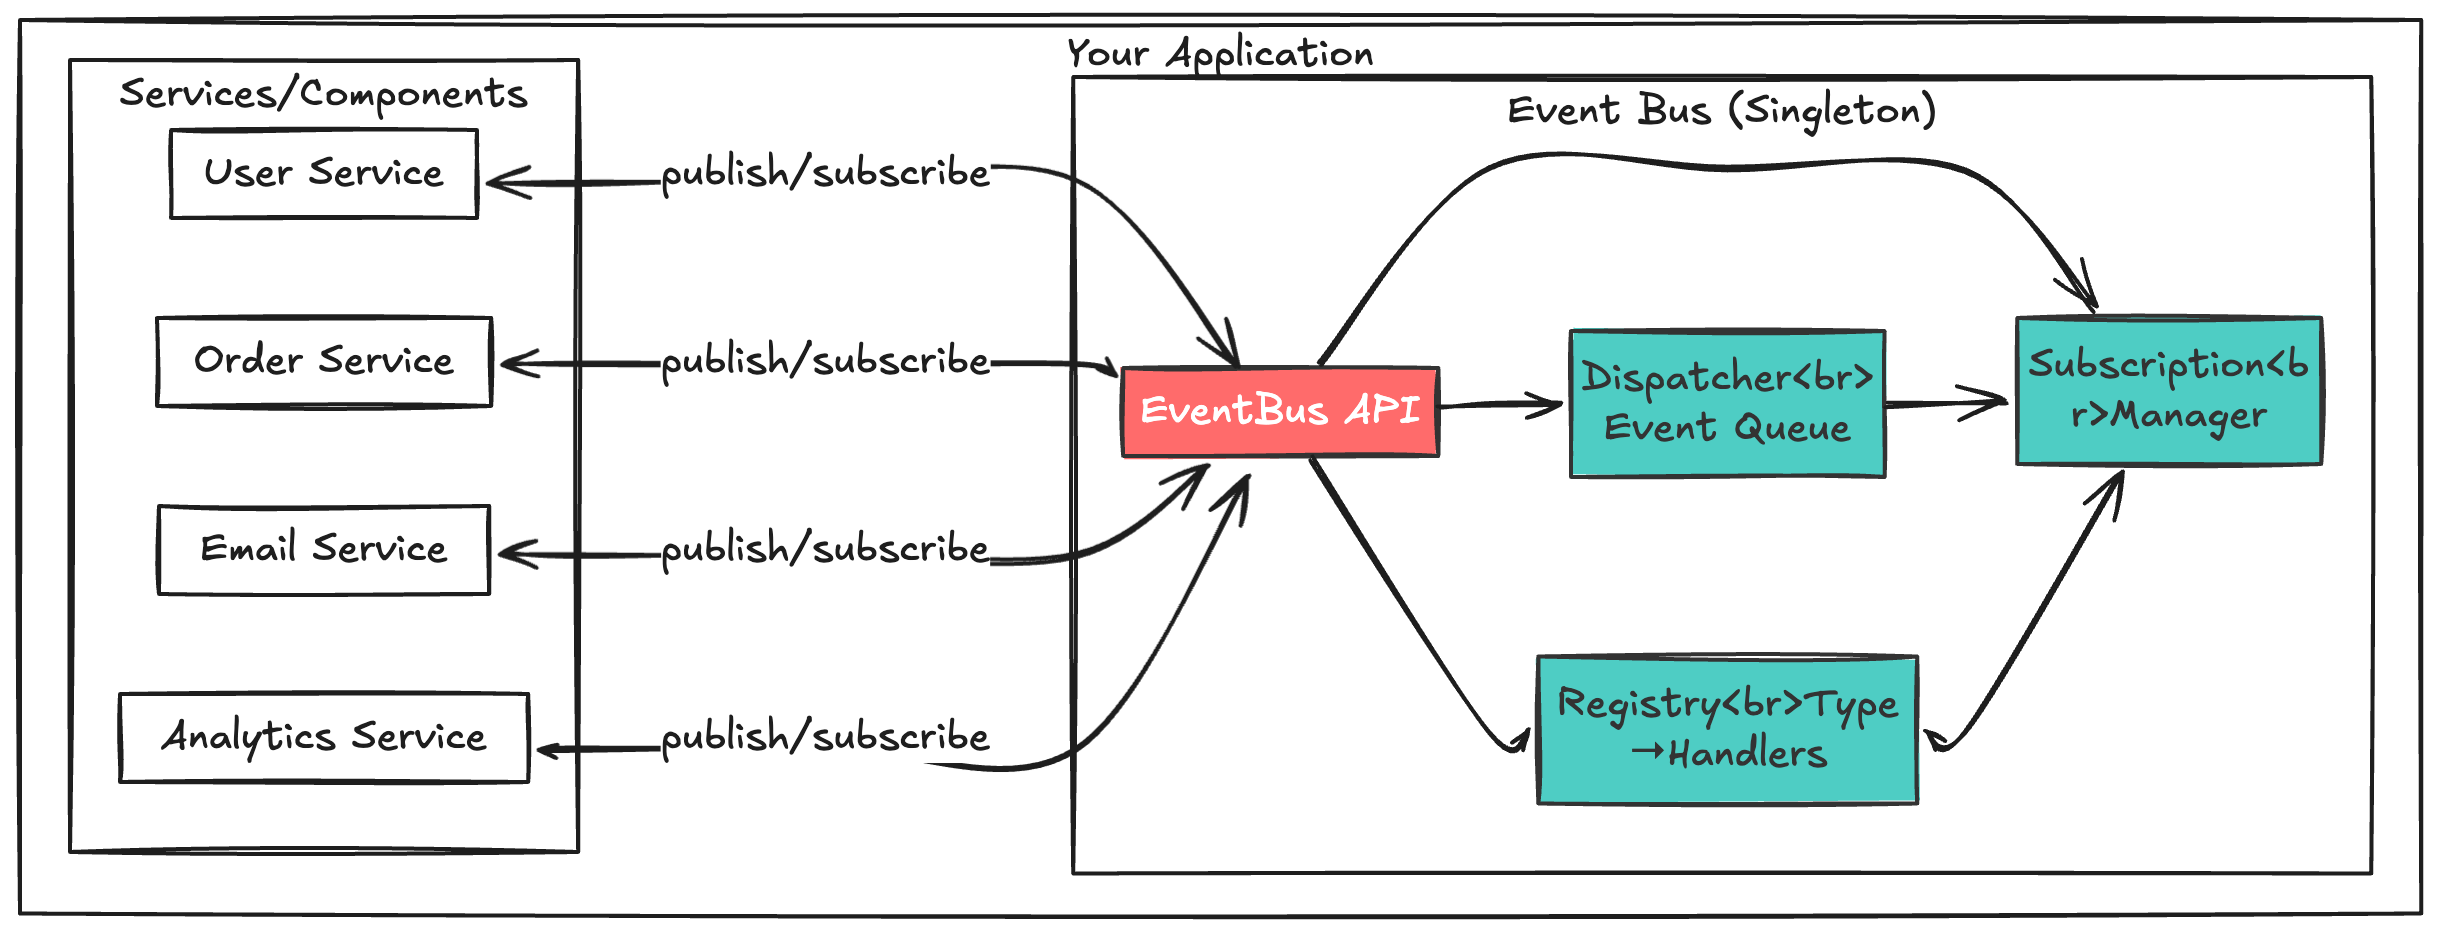 Your Application
Services/Components
User Service
Order Service
Email Service
Analytics Service
publish/subscribe
publish/subscribe
publish/subscribe
publish/subscribe
Event Bus (Singleton)
EventBus API
Dispatcher<br>
Event Queue
Subscription<b
r>Manager
Registry<br>Type
→Handlers